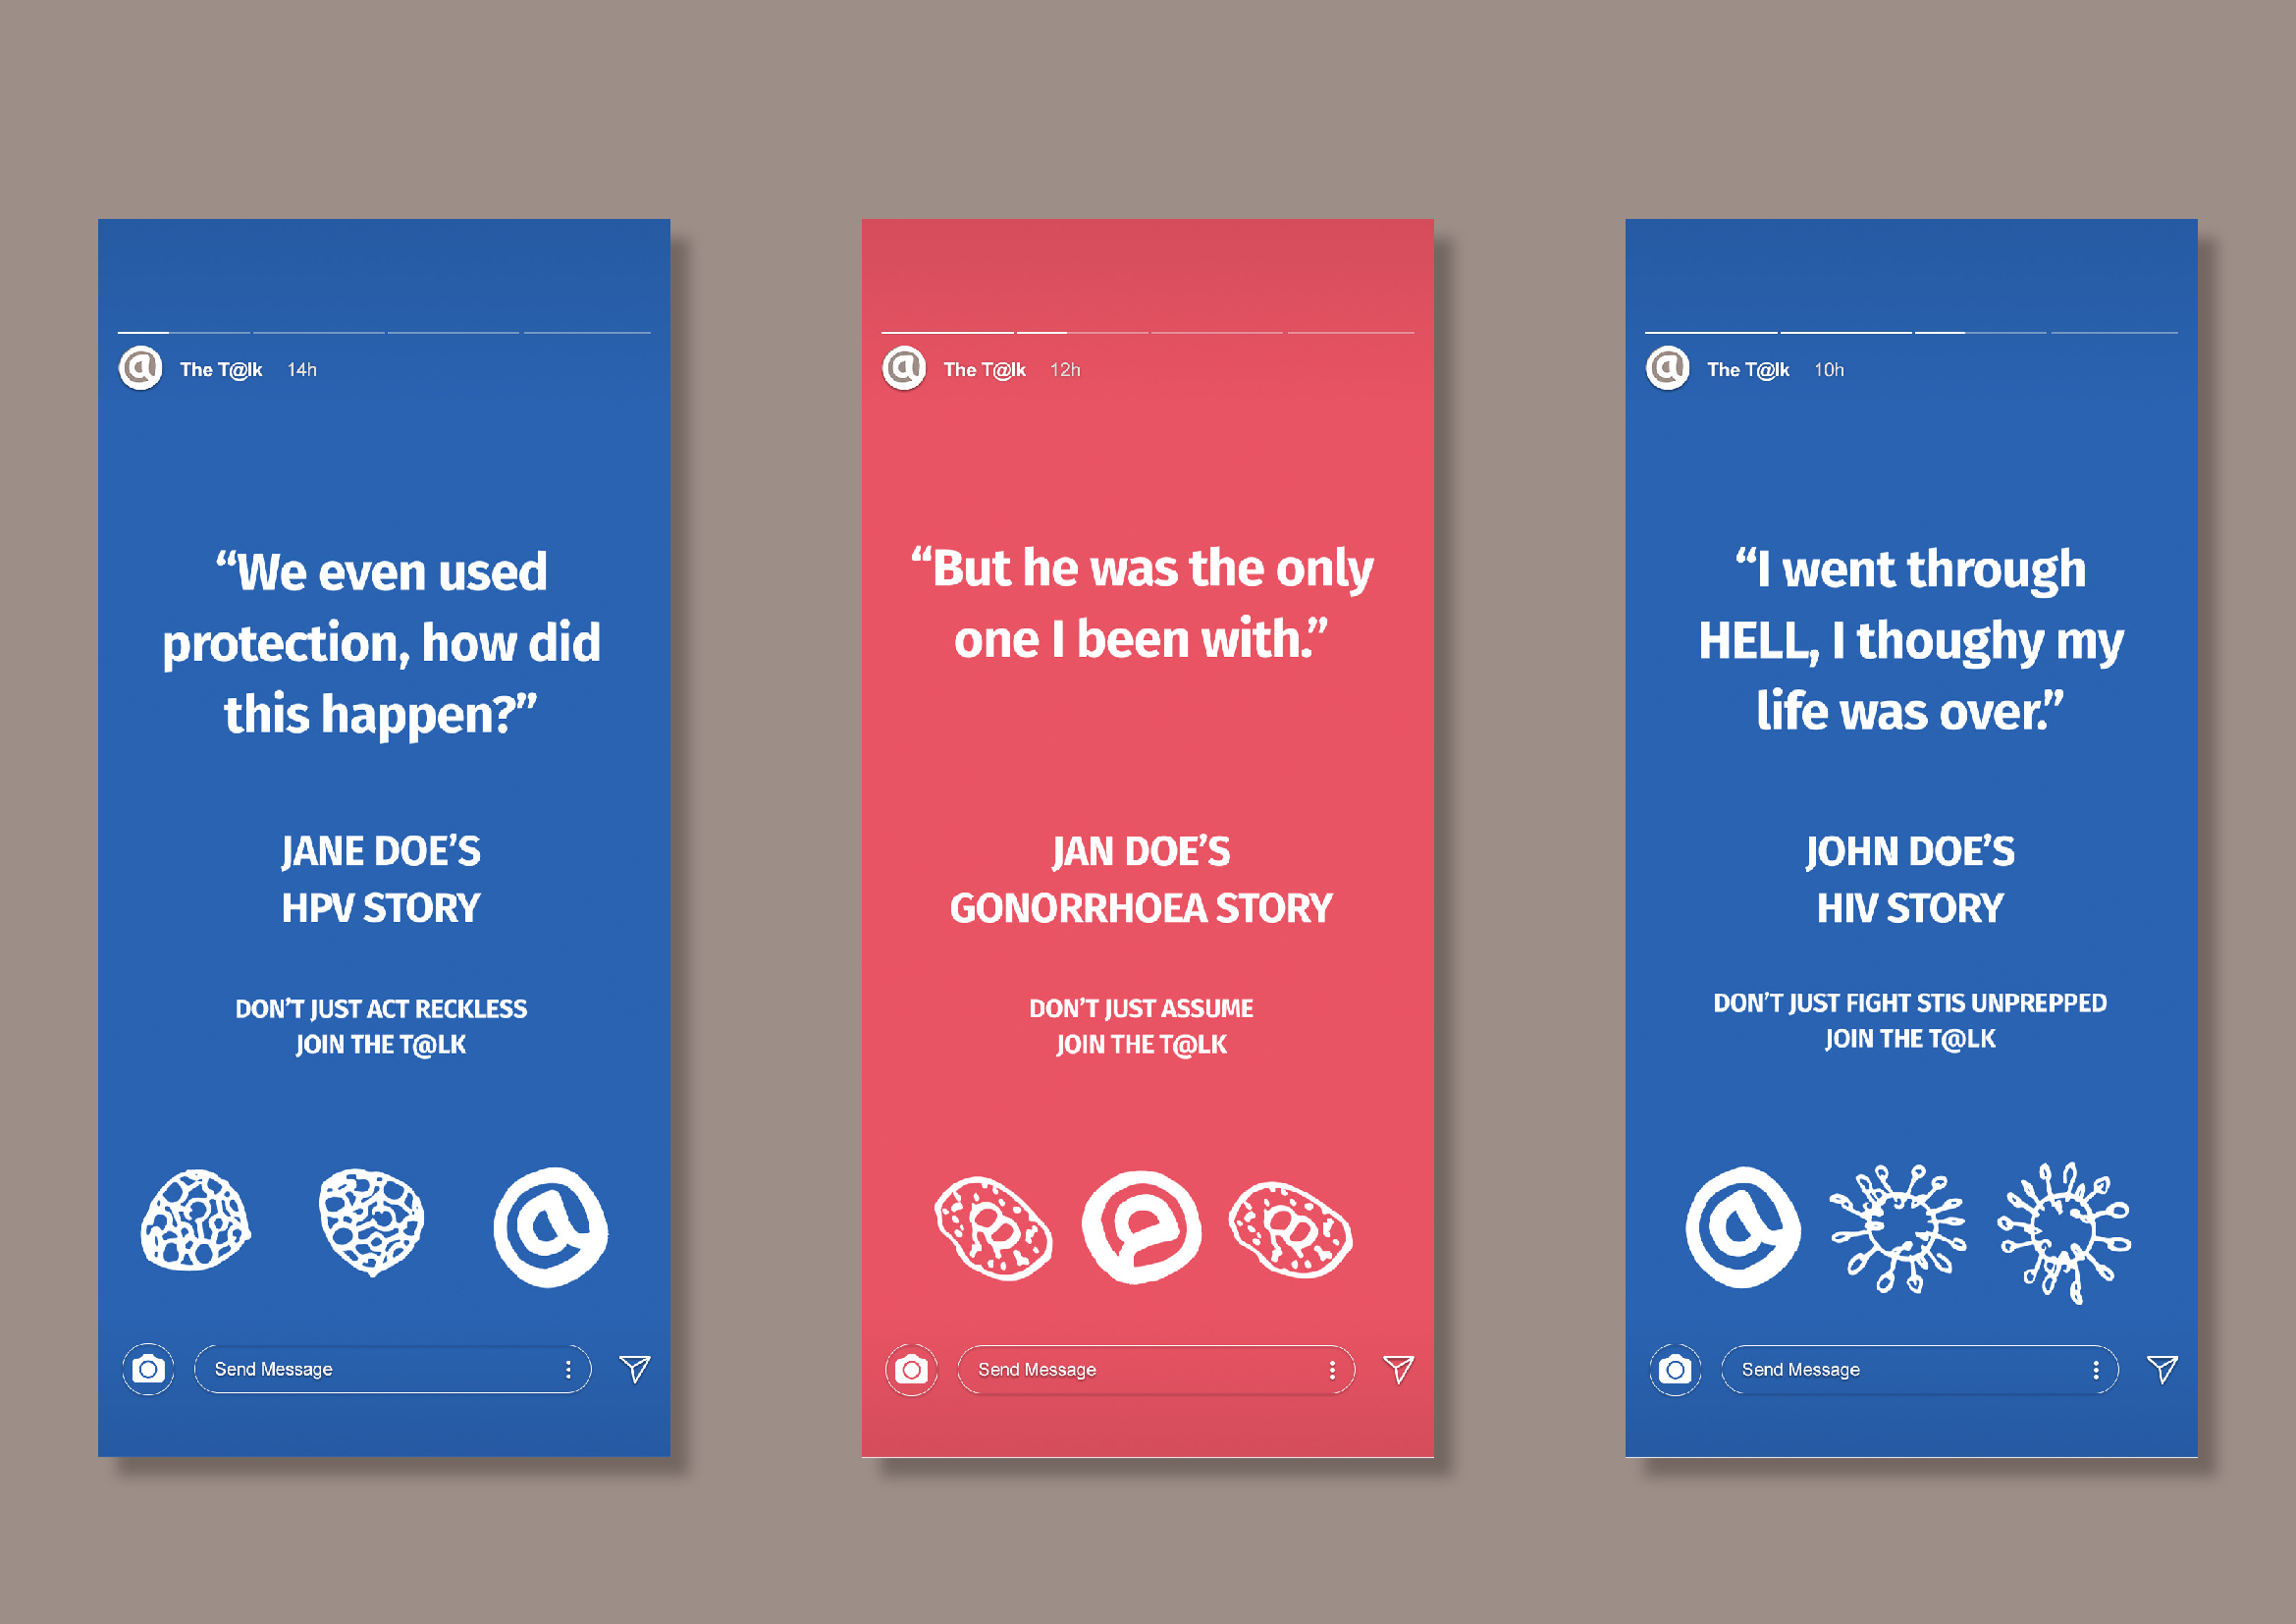 The T@lk 14h
“We even used
protection, how did
this happen?”
JANE DOE’S
HPV STORY
DON’T JUST ACT RECKLESS
JOIN THE T@LK
@
Send Message
The T@lk 12h
“But he was the only
one I been with.”
JAN DOE’S
GONORRHOEA STORY
DON’T JUST ASSUME
JOIN THE T@LK
@
Send Message
The T@lk 10h
“I went through
HELL, I thoughy my
life was over.”
JOHN DOE’S
HIV STORY
DON’T JUST FIGHT STIS UNPREPPED
JOIN THE T@LK
@
Send Message